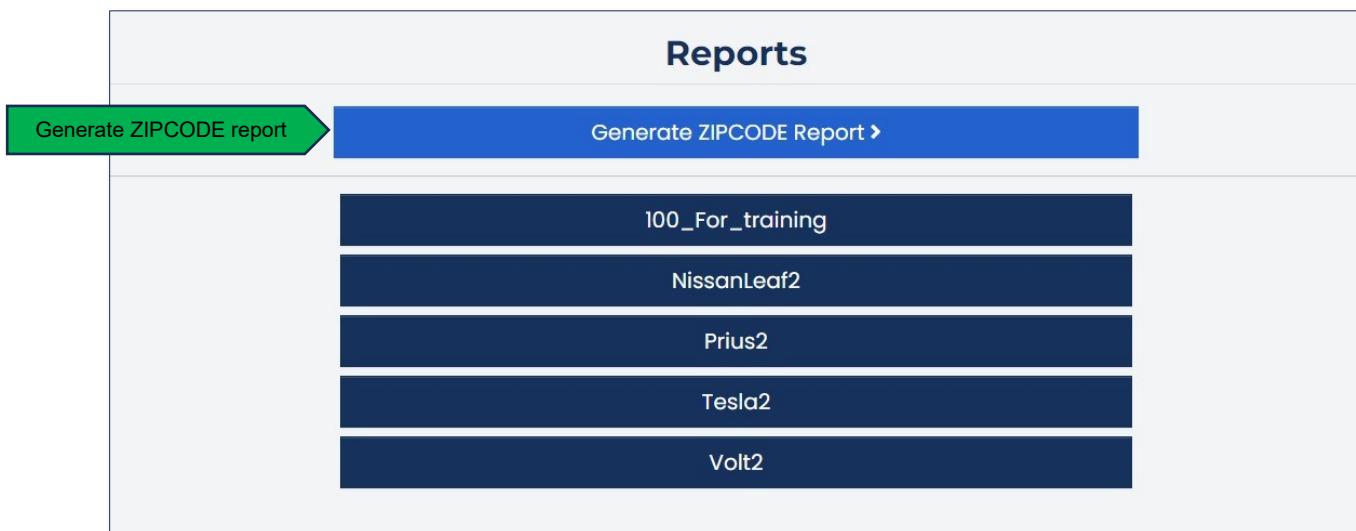 Reports
Generate ZIPCODE report
Generate ZIPCODE Report
100_For_training
NissanLeaf2
Prius2
Tesla2
Volt2